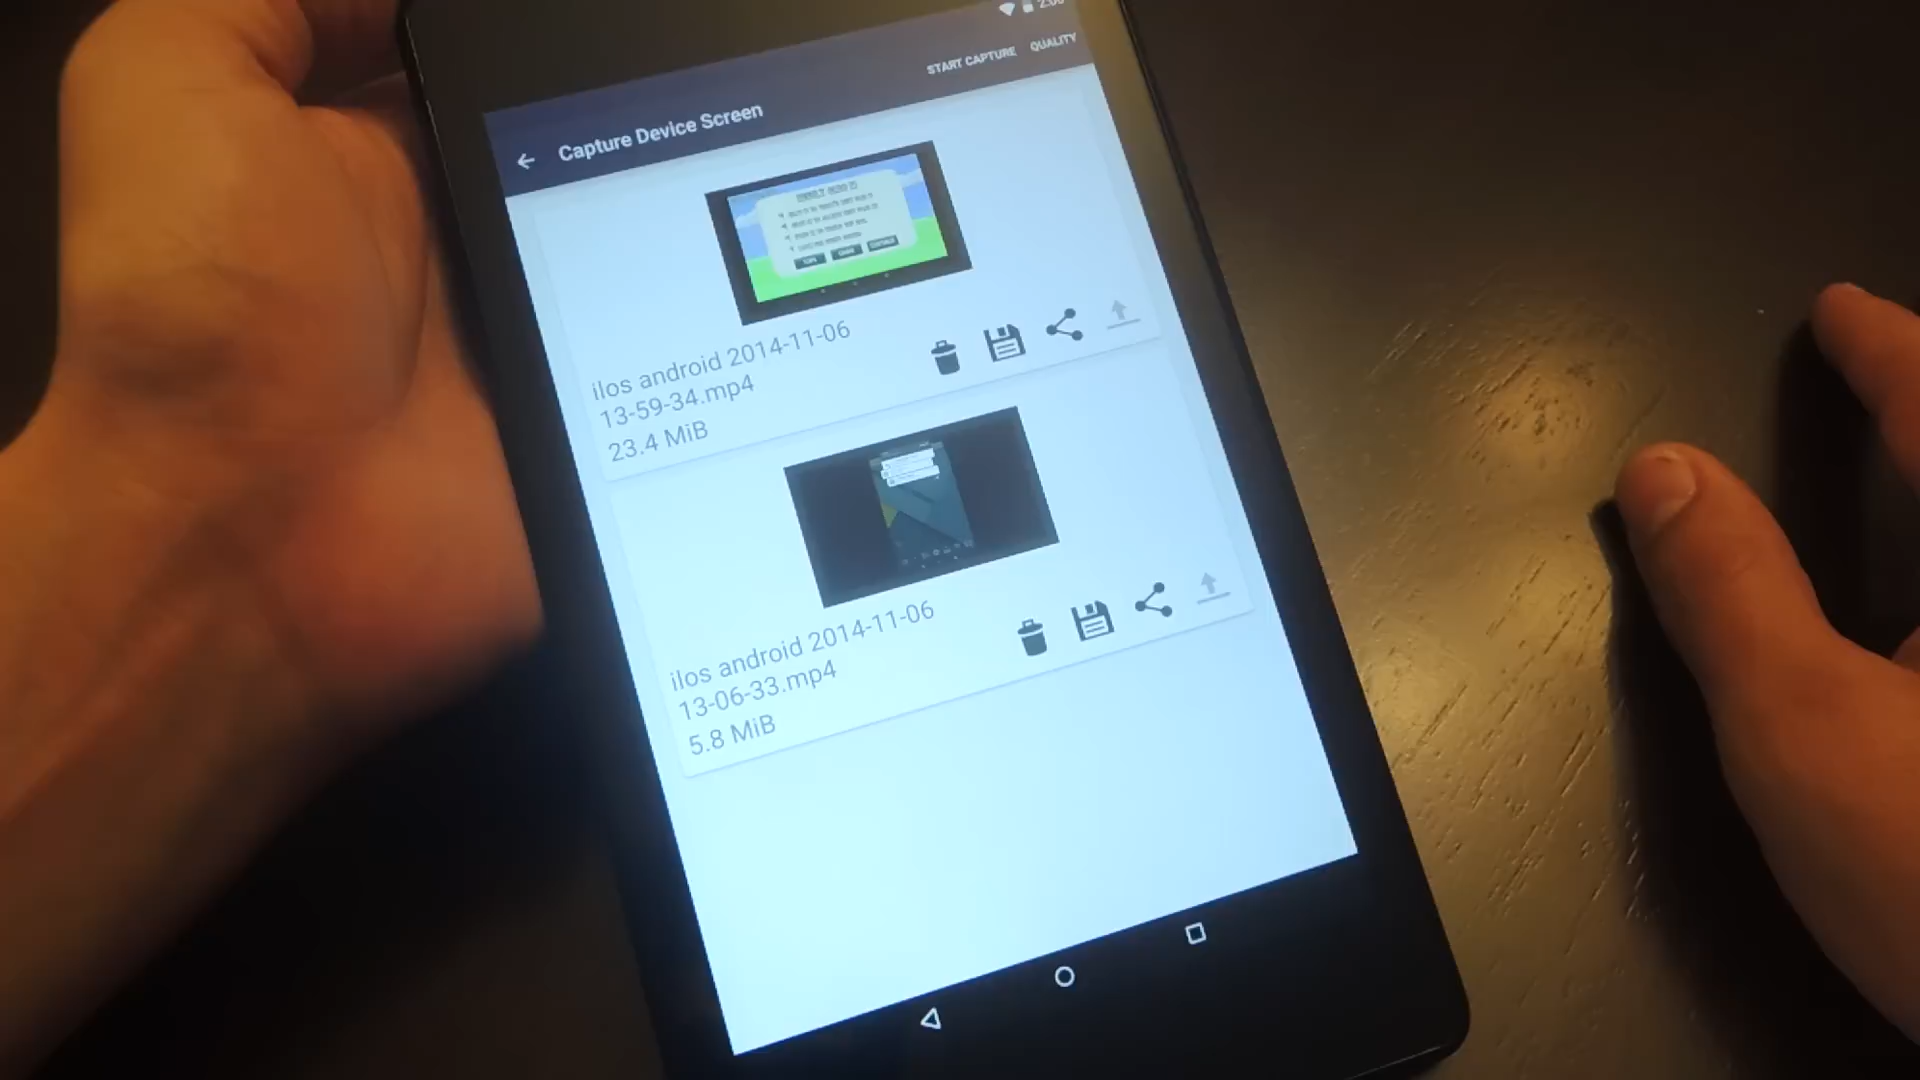 START CAPTURE QUALITY
Capture Device Screen
ilos android 2014-11-06
13-59-34.mp4
23.4 MiB
ilos android 2014-11-06
13-06-33.mp4
5.8 MiB